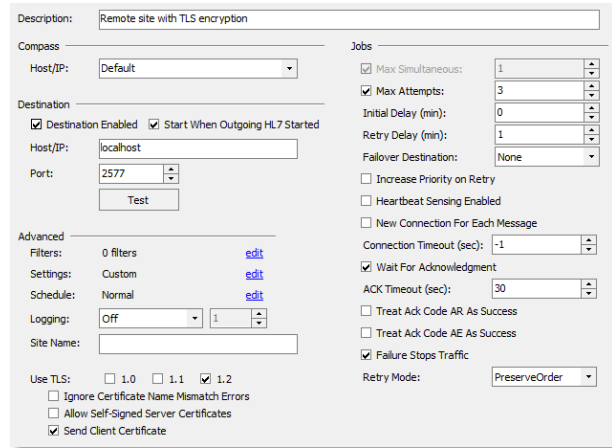 Description: Remote site with TLS encryption
Compass
Host/IP: Default
Destination
Destination Enabled Start When Outgoing HL7 Started
Host/IP: localhost
Port: 2577
Test
Advanced
Filters: 0 filters edit
Settings: Custom edit
Schedule: Normal edit
Logging: Off 1
Site Name:
Use TLS: 1.0 1.1 1.2
Ignore Certificate Name Mismatch Errors
Allow Self-Signed Server Certificates
Send Client Certificate
Jobs
Max Simultaneous: 1
Max Attempts: 3
Initial Delay (min): 0
Retry Delay (min): 1
Failover Destination: None
Increase Priority on Retry
Heartbeat Sensing Enabled
New Connection For Each Message
Connection Timeout (sec): -1
Wait For Acknowledgment
ACK Timeout (sec): 30
Treat Ack Code AR As Success
Treat Ack Code AE As Success
Failure Stops Traffic
Retry Mode: PreserveOrder